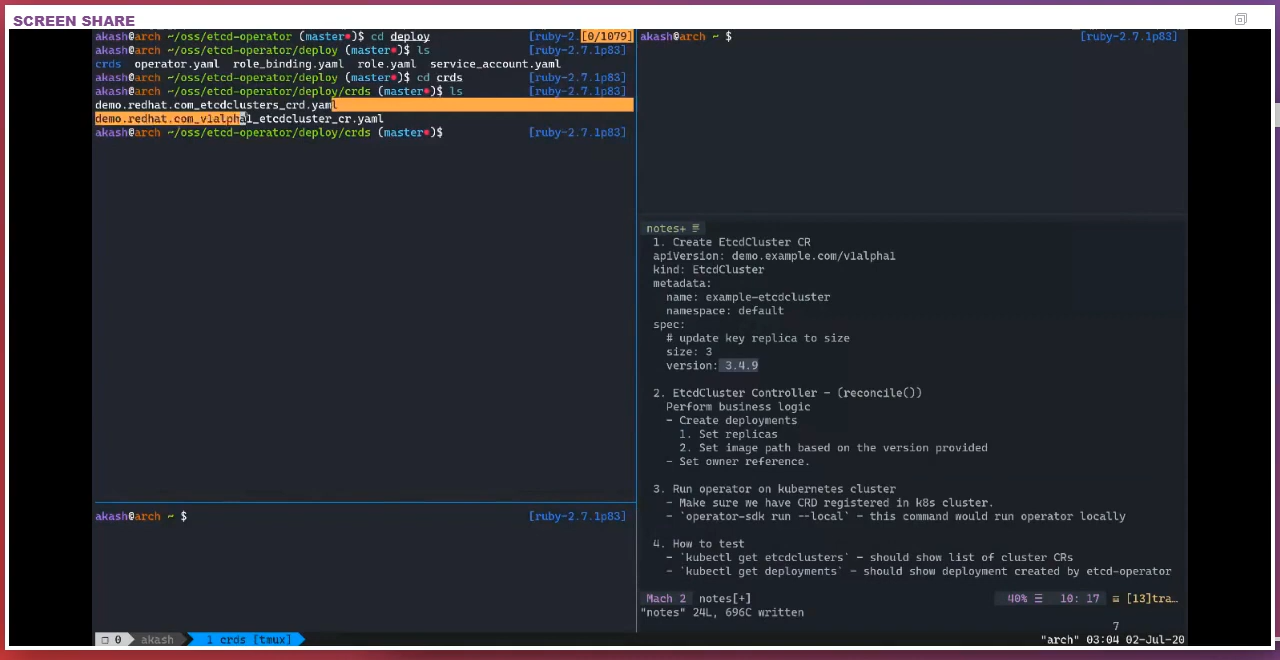 SCREEN SHARE
akash@arch ~/oss/etcd-operator (master●)$ cd deploy [ruby-2.[0/1079]
akash@arch ~/oss/etcd-operator/deploy (master●)$ ls [ruby-2.7.1p83]
crds operator.yaml role_binding.yaml role.yaml service_account.yaml
akash@arch ~/oss/etcd-operator/deploy (master●)$ cd crds [ruby-2.7.1p83]
akash@arch ~/oss/etcd-operator/deploy/crds (master●)$ ls [ruby-2.7.1p83]
demo.redhat.com_etcdclusters_crd.yaml
demo.redhat.com_v1alpha1_etcdcluster_cr.yaml
akash@arch ~/oss/etcd-operator/deploy/crds (master●)$ [ruby-2.7.1p83]
akash@arch ~ $ [ruby-2.7.1p83]
akash@arch ~ $ [ruby-2.7.1p83]
notes+
1. Create EtcdCluster CR
apiVersion: demo.example.com/v1alpha1
kind: EtcdCluster
metadata:
name: example-etcdcluster
namespace: default
spec:
# update key replica to size
size: 3
version: 3.4.9
2. EtcdCluster Controller - (reconcile())
Perform business logic
- Create deployments
1. Set replicas
2. Set image path based on the version provided
- Set owner reference.
3. Run operator on kubernetes cluster
- Make sure we have CRD registered in k8s cluster.
- `operator-sdk run --local` - this command would run operator locally
4. How to test
- `kubectl get etcdclusters` - should show list of cluster CRs
- `kubectl get deployments` - should show deployment created by etcd-operator
Mach 2 notes[+] 40% ☰ 10: 17 ≡ [13]tra…
"notes" 24L, 696C written
7
❐ 0 akash 1 crds [tmux] "arch" 03:04 02-Jul-20